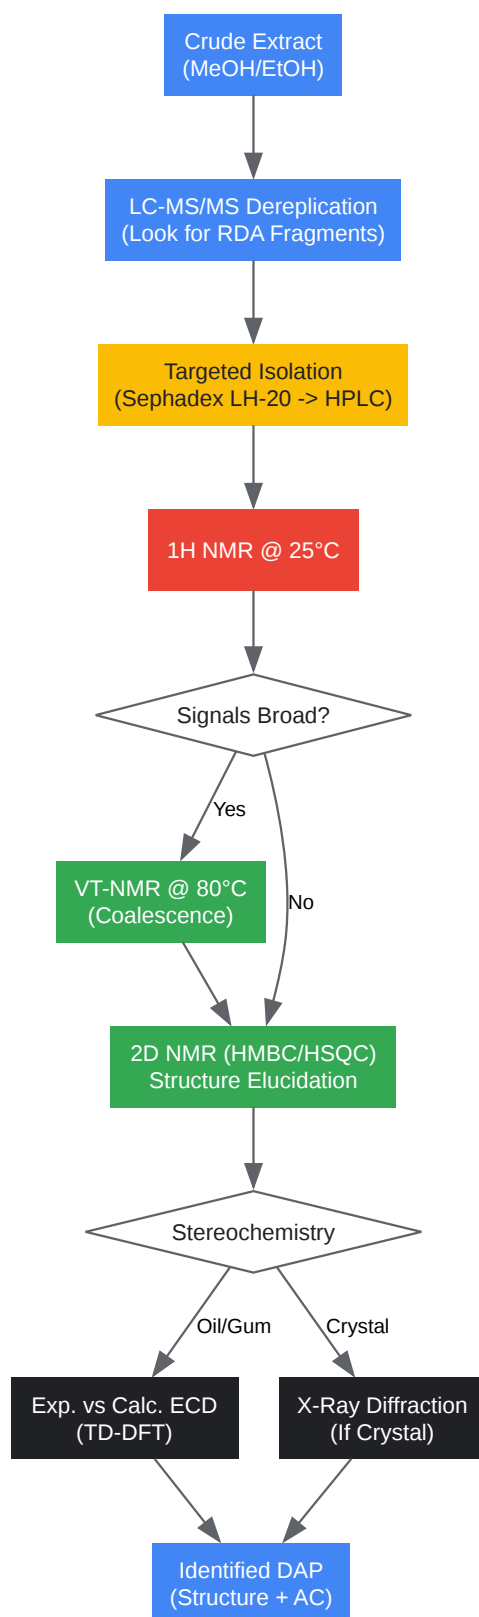 Crude Extract
(MeOH/EtOH)
LC-MS/MS Dereplication
(Look for RDA Fragments)
Targeted Isolation
(Sephadex LH-20 -> HPLC)
1H NMR @ 25°C
Signals Broad?
Yes
VT-NMR @ 80°C
(Coalescence)
No
2D NMR (HMBC/HSQC)
Structure Elucidation
Stereochemistry
Oil/Gum
Crystal
Exp. vs Calc. ECD
(TD-DFT)
X-Ray Diffraction
(If Crystal)
Identified DAP
(Structure + AC)